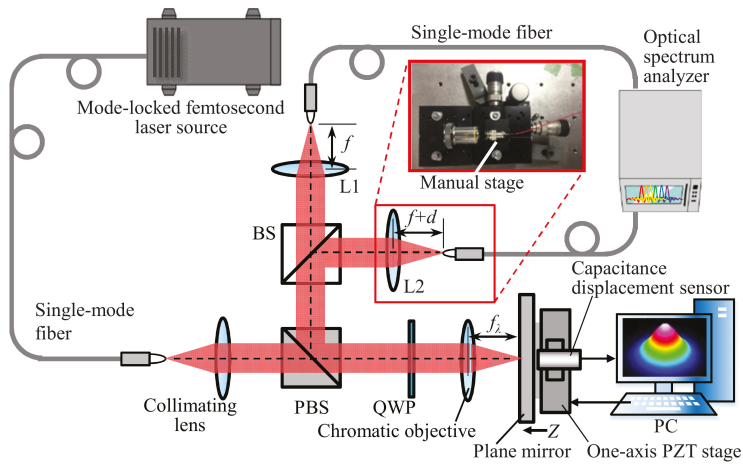 Single-mode fiber
Optical
spectrum
analyzer
Mode-locked femtosecond
laser source
f
L1
Manual stage
BS
f+d
L2
Capacitance
displacement sensor
Single-mode
fiber
fλ
Collimating
lens
PBS
QWP
Chromatic objective
Z
Plane mirror
PC
One-axis PZT stage